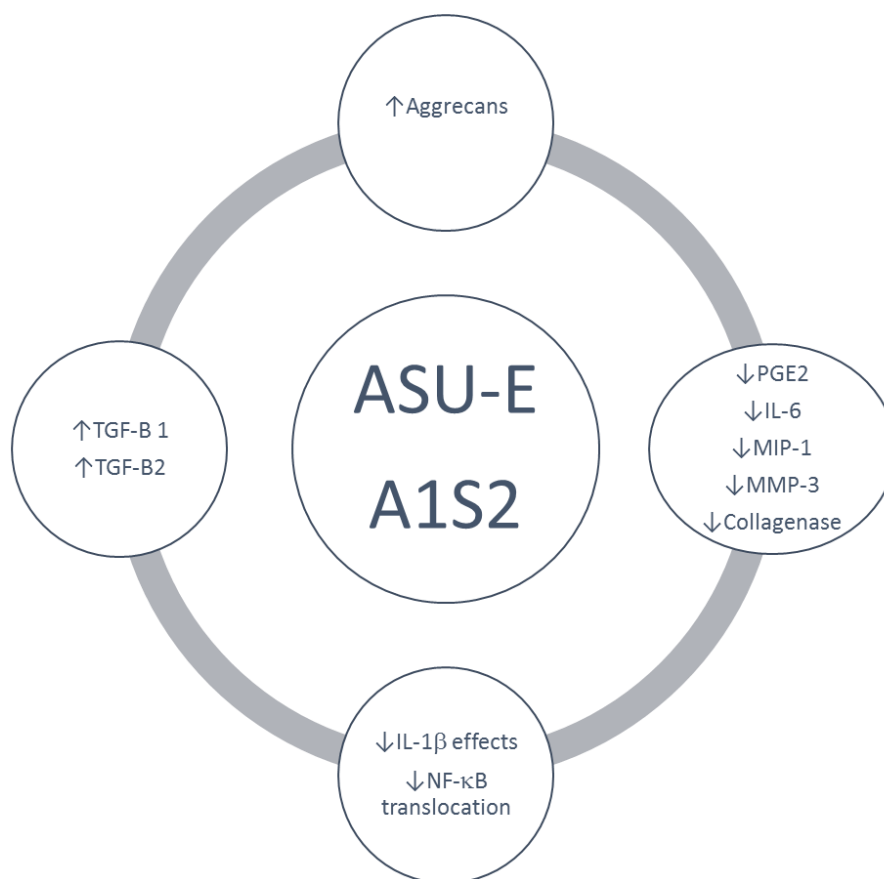 ↑Aggrecans
ASU-E
A1S2
↑TGF-B 1
↑TGF-B2
↓PGE2
↓IL-6
↓MIP-1
↓MMP-3
↓Collagenase
↓IL-1β effects
↓NF-κB
translocation